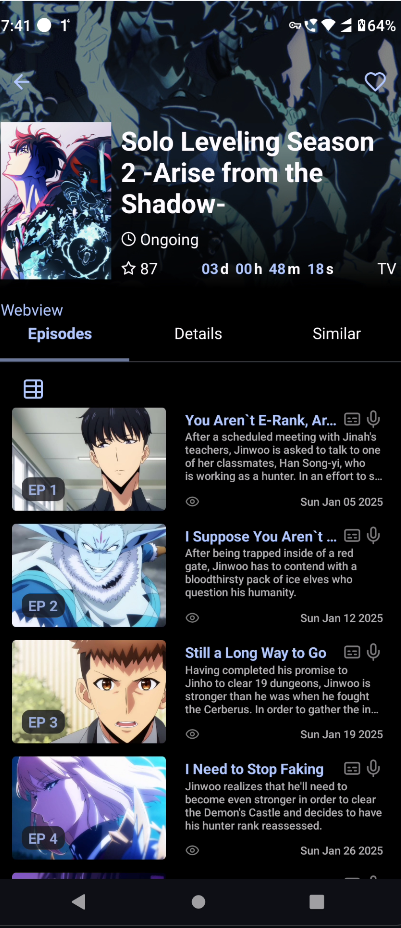 7:41
64%
Solo Leveling Season
2 -Arise from the
Shadow-
Ongoing
87
03d 00h 48m 18s
TV
Webview
Episodes
Details
Similar
EP 1
You Aren`t E-Rank, Ar...
After a scheduled meeting with Jinah's
teachers, Jinwoo is asked to talk to one
of her classmates, Han Song-yi, who
is working as a hunter. In an effort to s...
Sun Jan 05 2025
EP 2
I Suppose You Aren`t ...
After being trapped inside of a red
gate, Jinwoo has to contend with a
bloodthirsty pack of ice elves who
question his humanity.
Sun Jan 12 2025
EP 3
Still a Long Way to Go
Having completed his promise to
Jinho to clear 19 dungeons, Jinwoo is
stronger than he was when he fought
the Cerberus. In order to gather the in...
Sun Jan 19 2025
EP 4
I Need to Stop Faking
Jinwoo realizes that he'll need to
become even stronger in order to clear
the Demon's Castle and decides to have
his hunter rank reassessed.
Sun Jan 26 2025